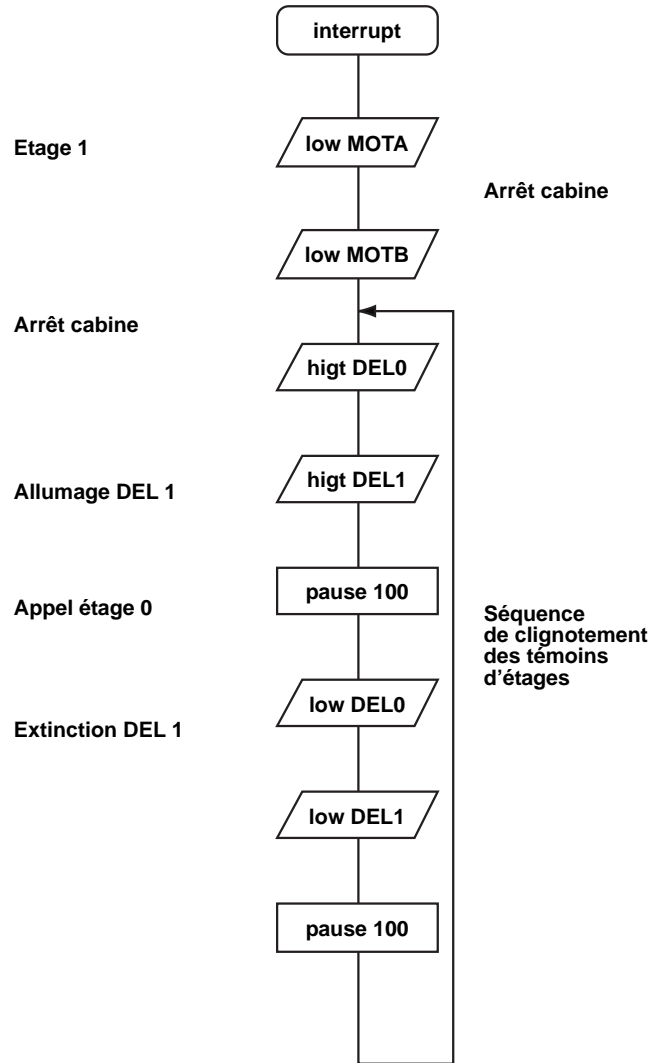 interrupt
Etage 1
low MOTA
Arrêt cabine
low MOTB
Arrêt cabine
higt DEL0
Allumage DEL 1
higt DEL1
Appel étage 0
pause 100
Séquence
de clignotement
des témoins
d'étages
Extinction DEL 1
low DEL0
low DEL1
pause 100